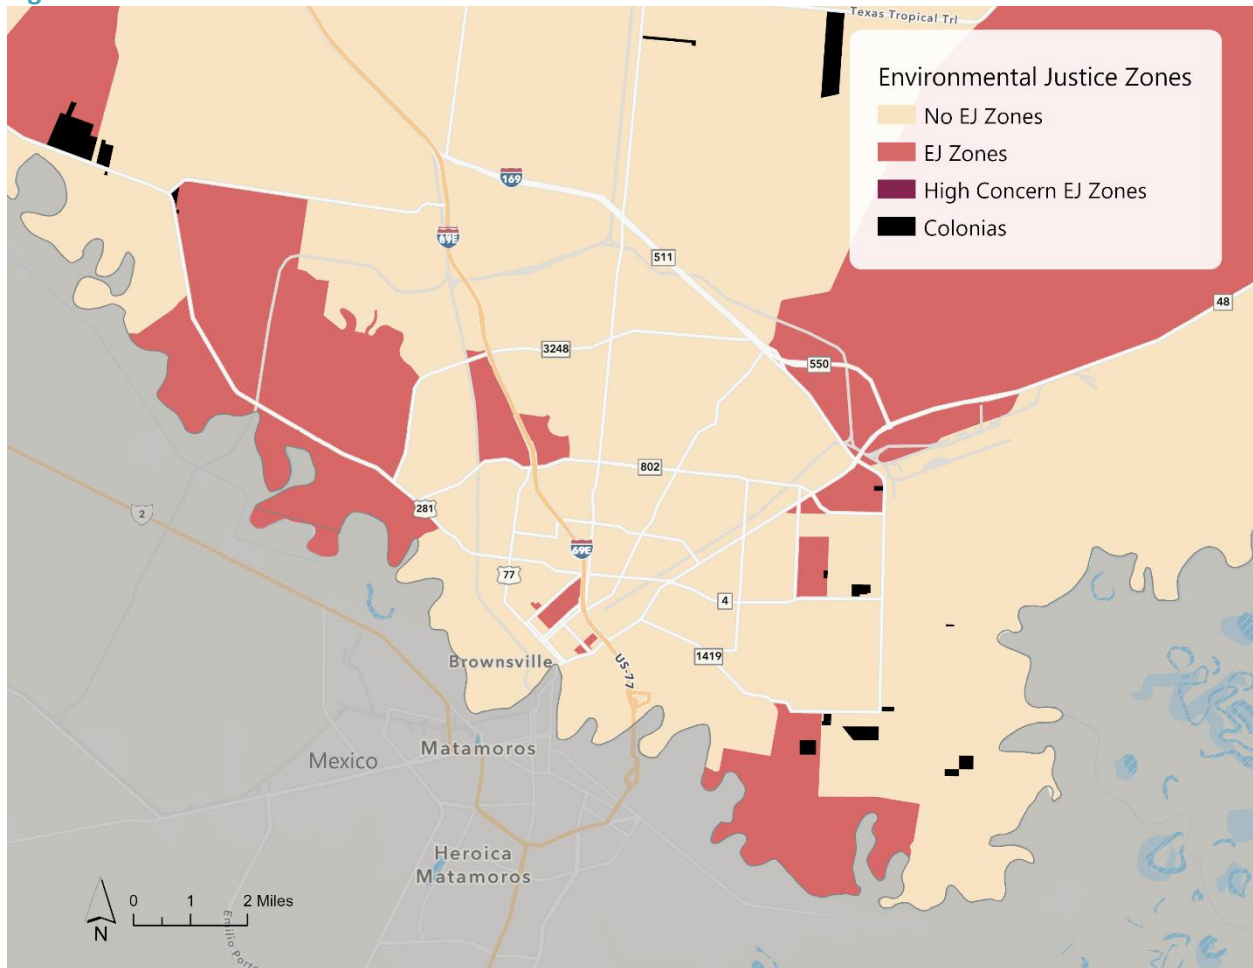 Texas Tropical Trl
Environmental Justice Zones
No EJ Zones
EJ Zones
High Concern EJ Zones
Colonias
169
69E
511
48
3248
550
802
2
281
69E
77
4
1419
Brownsville
US-77
Matamoros
Mexico
Heroica
Matamoros
0 1 2 Miles
N
Emilio